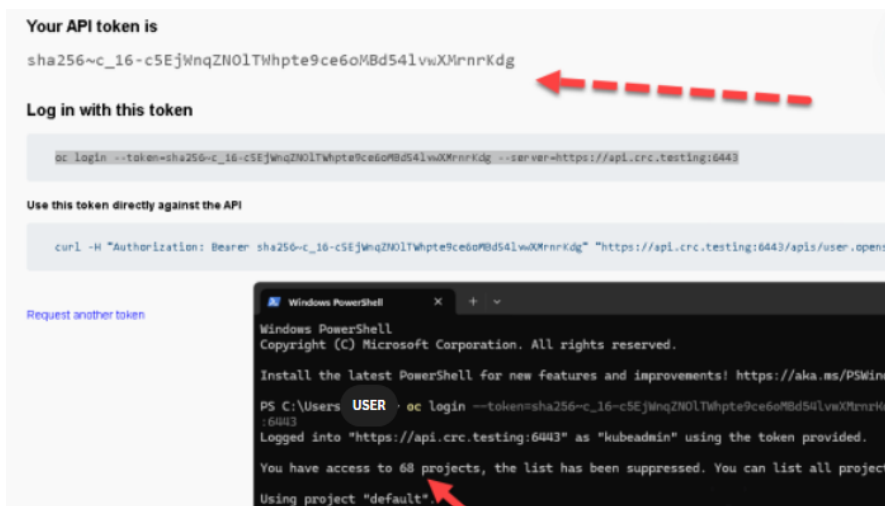 Your API token is
sha256~c_16-c5EjWnqZNOlTWhpte9ce6oMBd54lvwXMrnrKdg
Log in with this token
oc login --token=sha256~c_16-c5EjWnqZNOlTWhpte9ce6oMBd54lvwXMrnrKdg --server=https://api.crc.testing:6443
Use this token directly against the API
curl -H "Authorization: Bearer sha256~c_16-c5EjWnqZNOlTWhpte9ce6oMBd54lvwXMrnrKdg" "https://api.crc.testing:6443/apis/user.opens
Request another token
Windows PowerShell
Windows PowerShell
Copyright (C) Microsoft Corporation. All rights reserved.
Install the latest PowerShell for new features and improvements! https://aka.ms/PSWind
PS C:\Users USER oc login --token=sha256~c_16-c5EjWnqZNOlTWhpte9ce6oMBd54lvwXMrnrKd
:6443
Logged into "https://api.crc.testing:6443" as "kubeadmin" using the token provided.
You have access to 68 projects, the list has been suppressed. You can list all project
Using project "default".